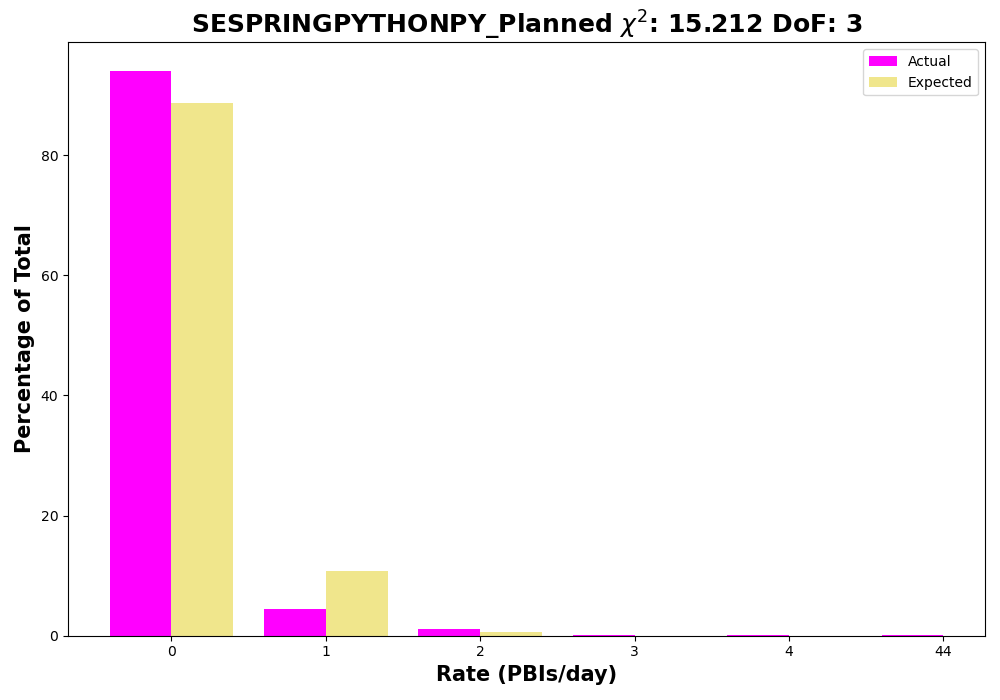 SESPRINGPYTHONPY_Planned χ²: 15.212 DoF: 3
Actual
Expected
Percentage of Total
80
60
40
20
0
0 1 2 3 4 44
Rate (PBIs/day)